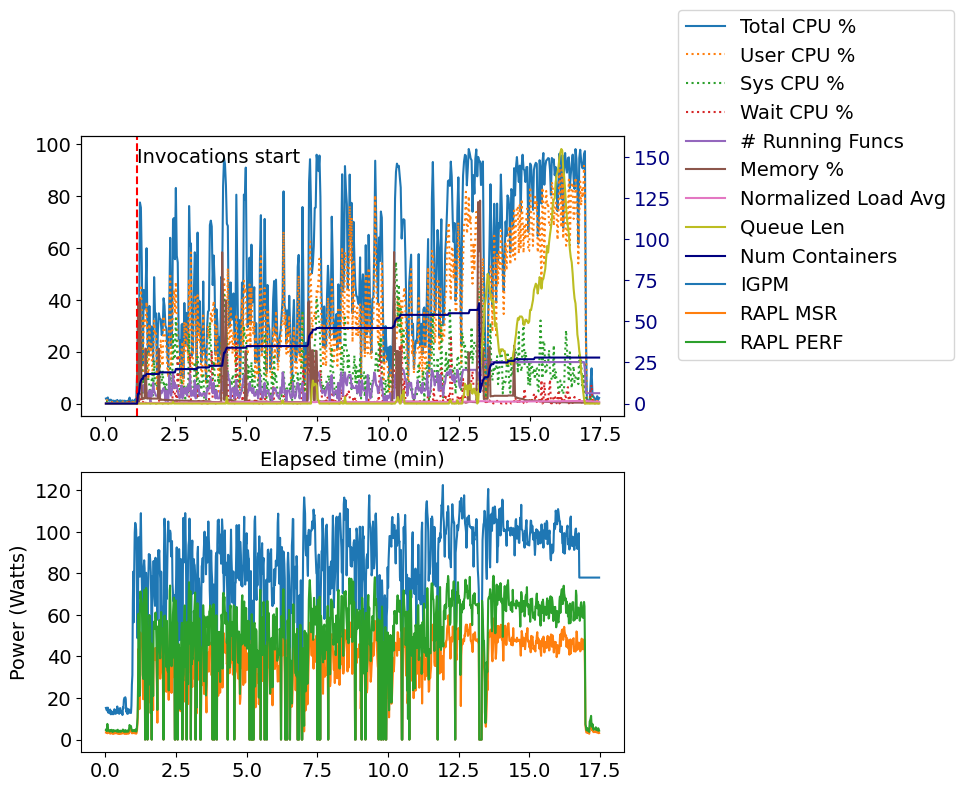 Total CPU %
User CPU %
Sys CPU %
Wait CPU %
# Running Funcs
Memory %
Normalized Load Avg
Queue Len
Num Containers
IGPM
RAPL MSR
RAPL PERF
Invocations start
100
80
60
40
20
0
150
125
100
75
50
25
0
0.0 2.5 5.0 7.5 10.0 12.5 15.0 17.5
Elapsed time (min)
Power (Watts)
120
100
80
60
40
20
0
0.0 2.5 5.0 7.5 10.0 12.5 15.0 17.5